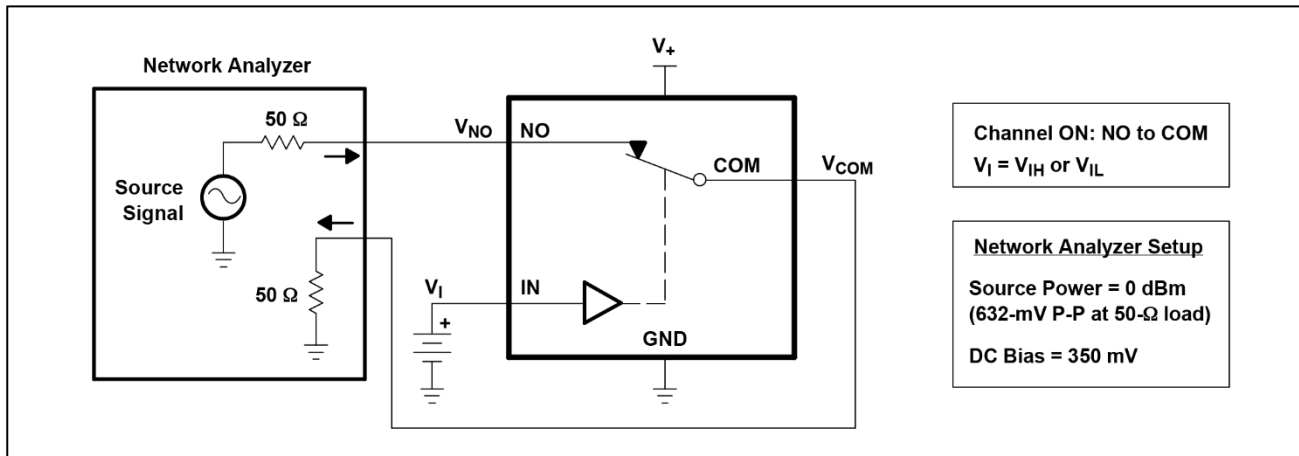 Network Analyzer
50 Ω
Source
Signal
50 Ω
V+
VNO
NO
COM
VCOM
VI
+
IN
GND
Channel ON: NO to COM
VI = VIH or VIL
Network Analyzer Setup
Source Power = 0 dBm
(632-mV P-P at 50-Ω load)
DC Bias = 350 mV